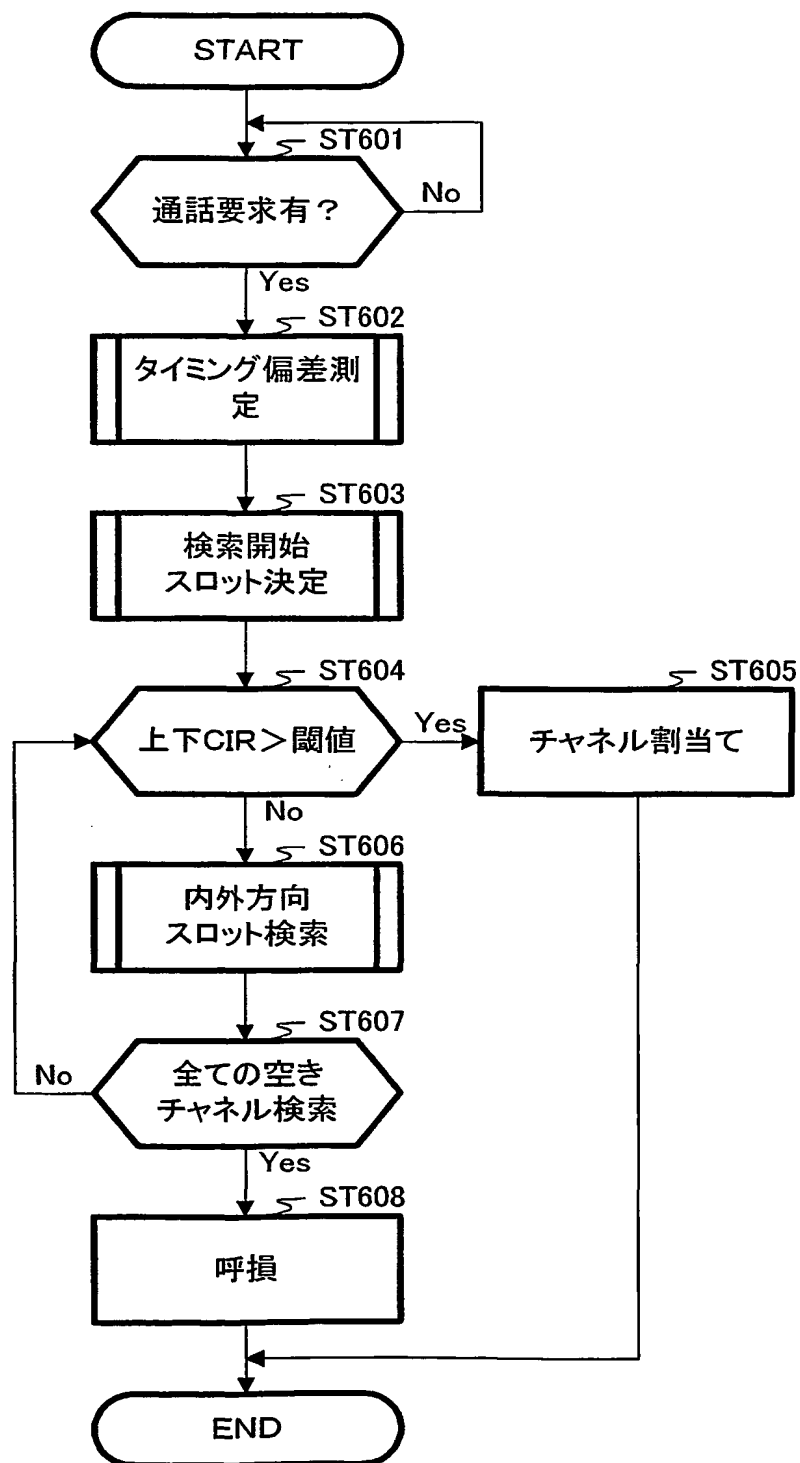 START
ST601
通話要求有？
No
Yes
ST602
タイミング偏差測
定
ST603
検索開始
スロット決定
ST604
上下CIR＞閾値
Yes
ST605
チャネル割当て
No
ST606
内外方向
スロット検索
ST607
全ての空き
チャネル検索
No
Yes
ST608
呼損
END